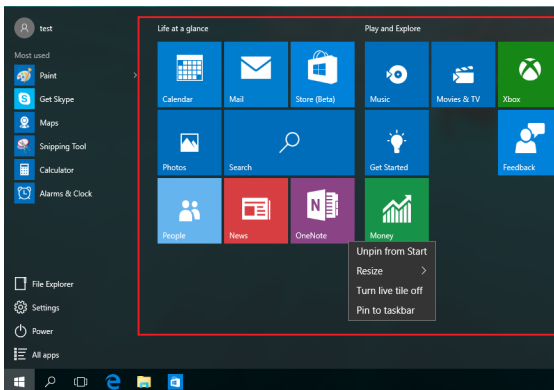 test
Most used
Paint
Get Skype
Maps
Snipping Tool
Calculator
Alarms & Clock
File Explorer
Settings
Power
All apps
Life at a glance
Play and Explore
Calendar
Mail
Store (Beta)
Music
Movies & TV
Xbox
Photos
Search
Get Started
Feedback
People
News
OneNote
Money
Unpin from Start
Resize
Turn live tile off
Pin to taskbar